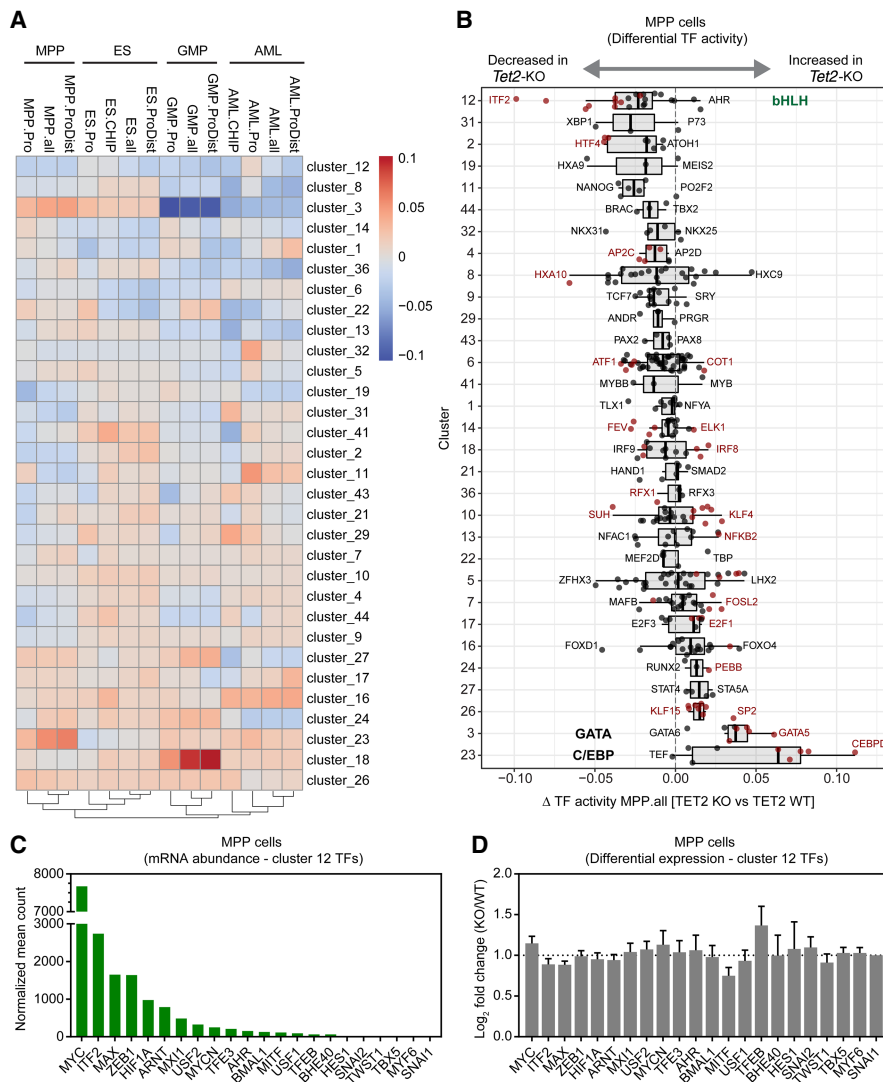 A
MPP
ES
GMP
AML
MPP.Pro
MPP.all
MPP.ProDist
ES.Pro
ES.CHIP
ES.all
ES.ProDist
GMP.Pro
GMP.all
GMP.ProDist
AML.CHIP
AML.Pro
AML.all
AML.ProDist
cluster_12
cluster_8
cluster_3
cluster_14
cluster_1
cluster_36
cluster_6
cluster_22
cluster_13
cluster_32
cluster_5
cluster_19
cluster_31
cluster_41
cluster_2
cluster_11
cluster_43
cluster_21
cluster_29
cluster_7
cluster_10
cluster_4
cluster_44
cluster_9
cluster_27
cluster_17
cluster_16
cluster_24
cluster_23
cluster_18
cluster_26
0.1
0.05
0
−0.05
−0.1
B
MPP cells
(Differential TF activity)
Decreased in
Tet2-KO
Increased in
Tet2-KO
Cluster
12 ITF2 AHR bHLH
31 XBP1 P73
2 HTF4 ATOH1
19 HXA9 MEIS2
11 NANOG PO2F2
44 BRAC TBX2
32 NKX31 NKX25
4 AP2C AP2D
8 HXA10 HXC9
9 TCF7 SRY
29 ANDR PRGR
43 PAX2 PAX8
6 ATF1 COT1
41 MYBB MYB
1 TLX1 NFYA
14 FEV ELK1
18 IRF9 IRF8
21 HAND1 SMAD2
36 RFX1 RFX3
10 SUH KLF4
13 NFAC1 NFKB2
22 MEF2D TBP
5 ZFHX3 LHX2
7 MAFB FOSL2
17 E2F3 E2F1
16 FOXD1 FOXO4
24 RUNX2 PEBB
27 STAT4 STA5A
26 KLF15 SP2
3 GATA GATA6 GATA5
23 C/EBP TEF CEBPD
−0.10 −0.05 0.00 0.05 0.10
Δ TF activity MPP.all [TET2 KO vs TET2 WT]
C
MPP cells
(mRNA abundance - cluster 12 TFs)
Normalized mean count
8000
7000
3000
2000
1000
0
MYC
ITF2
MAX
ZEB1
HIF1A
ARNT
MXI1
USF2
MYCN
TFE3
AHR
BMAL1
MITF
USF1
TFEB
BHE40
HES1
SNAI2
TWST1
TBX5
MYF6
SNAI1
D
MPP cells
(Differential expression - cluster 12 TFs)
Log2 fold change (KO/WT)
2.0
1.5
1.0
0.5
0.0
MYC
ITF2
MAX
ZEB1
HIF1A
ARNT
MXI1
USF2
MYCN
TFE3
AHR
BMAL1
MITF
USF1
TFEB
BHE40
HES1
SNAI2
TWST1
TBX5
MYF6
SNAI1